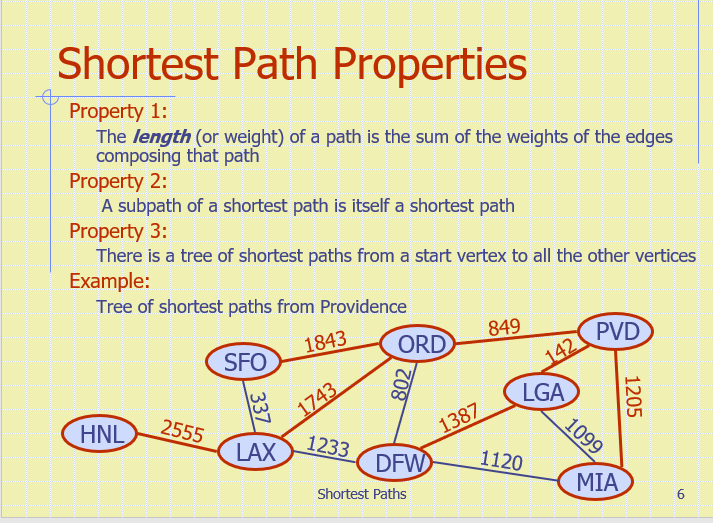 Shortest Path Properties
Property 1:
The length (or weight) of a path is the sum of the weights of the edges
composing that path
Property 2:
A subpath of a shortest path is itself a shortest path
Property 3:
There is a tree of shortest paths from a start vertex to all the other vertices
Example:
Tree of shortest paths from Providence
849
PVD
1843
ORD
SFO
142
802
LGA
1205
1743
337
1387
HNL
2555
1099
LAX
1233
DFW
1120
MIA
Shortest Paths
6